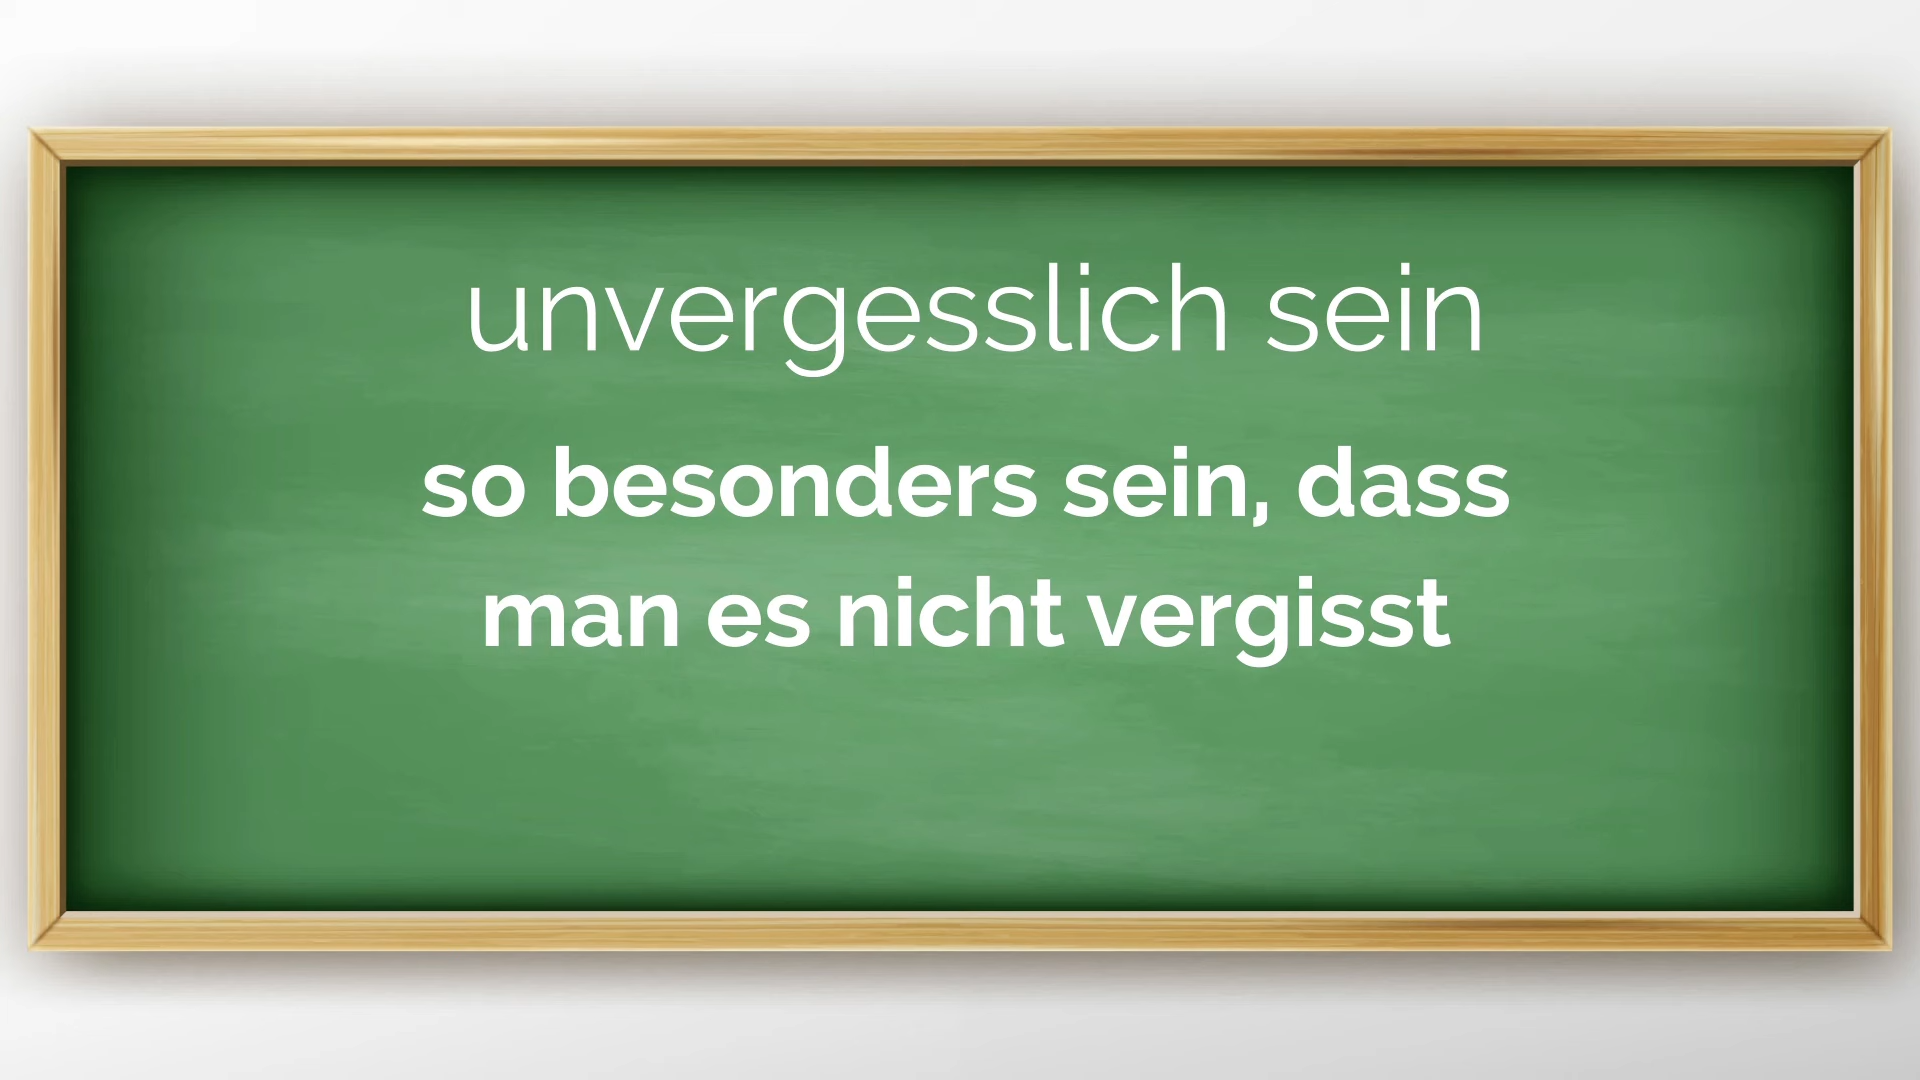 unvergesslich sein
so besonders sein, dass
man es nicht vergisst